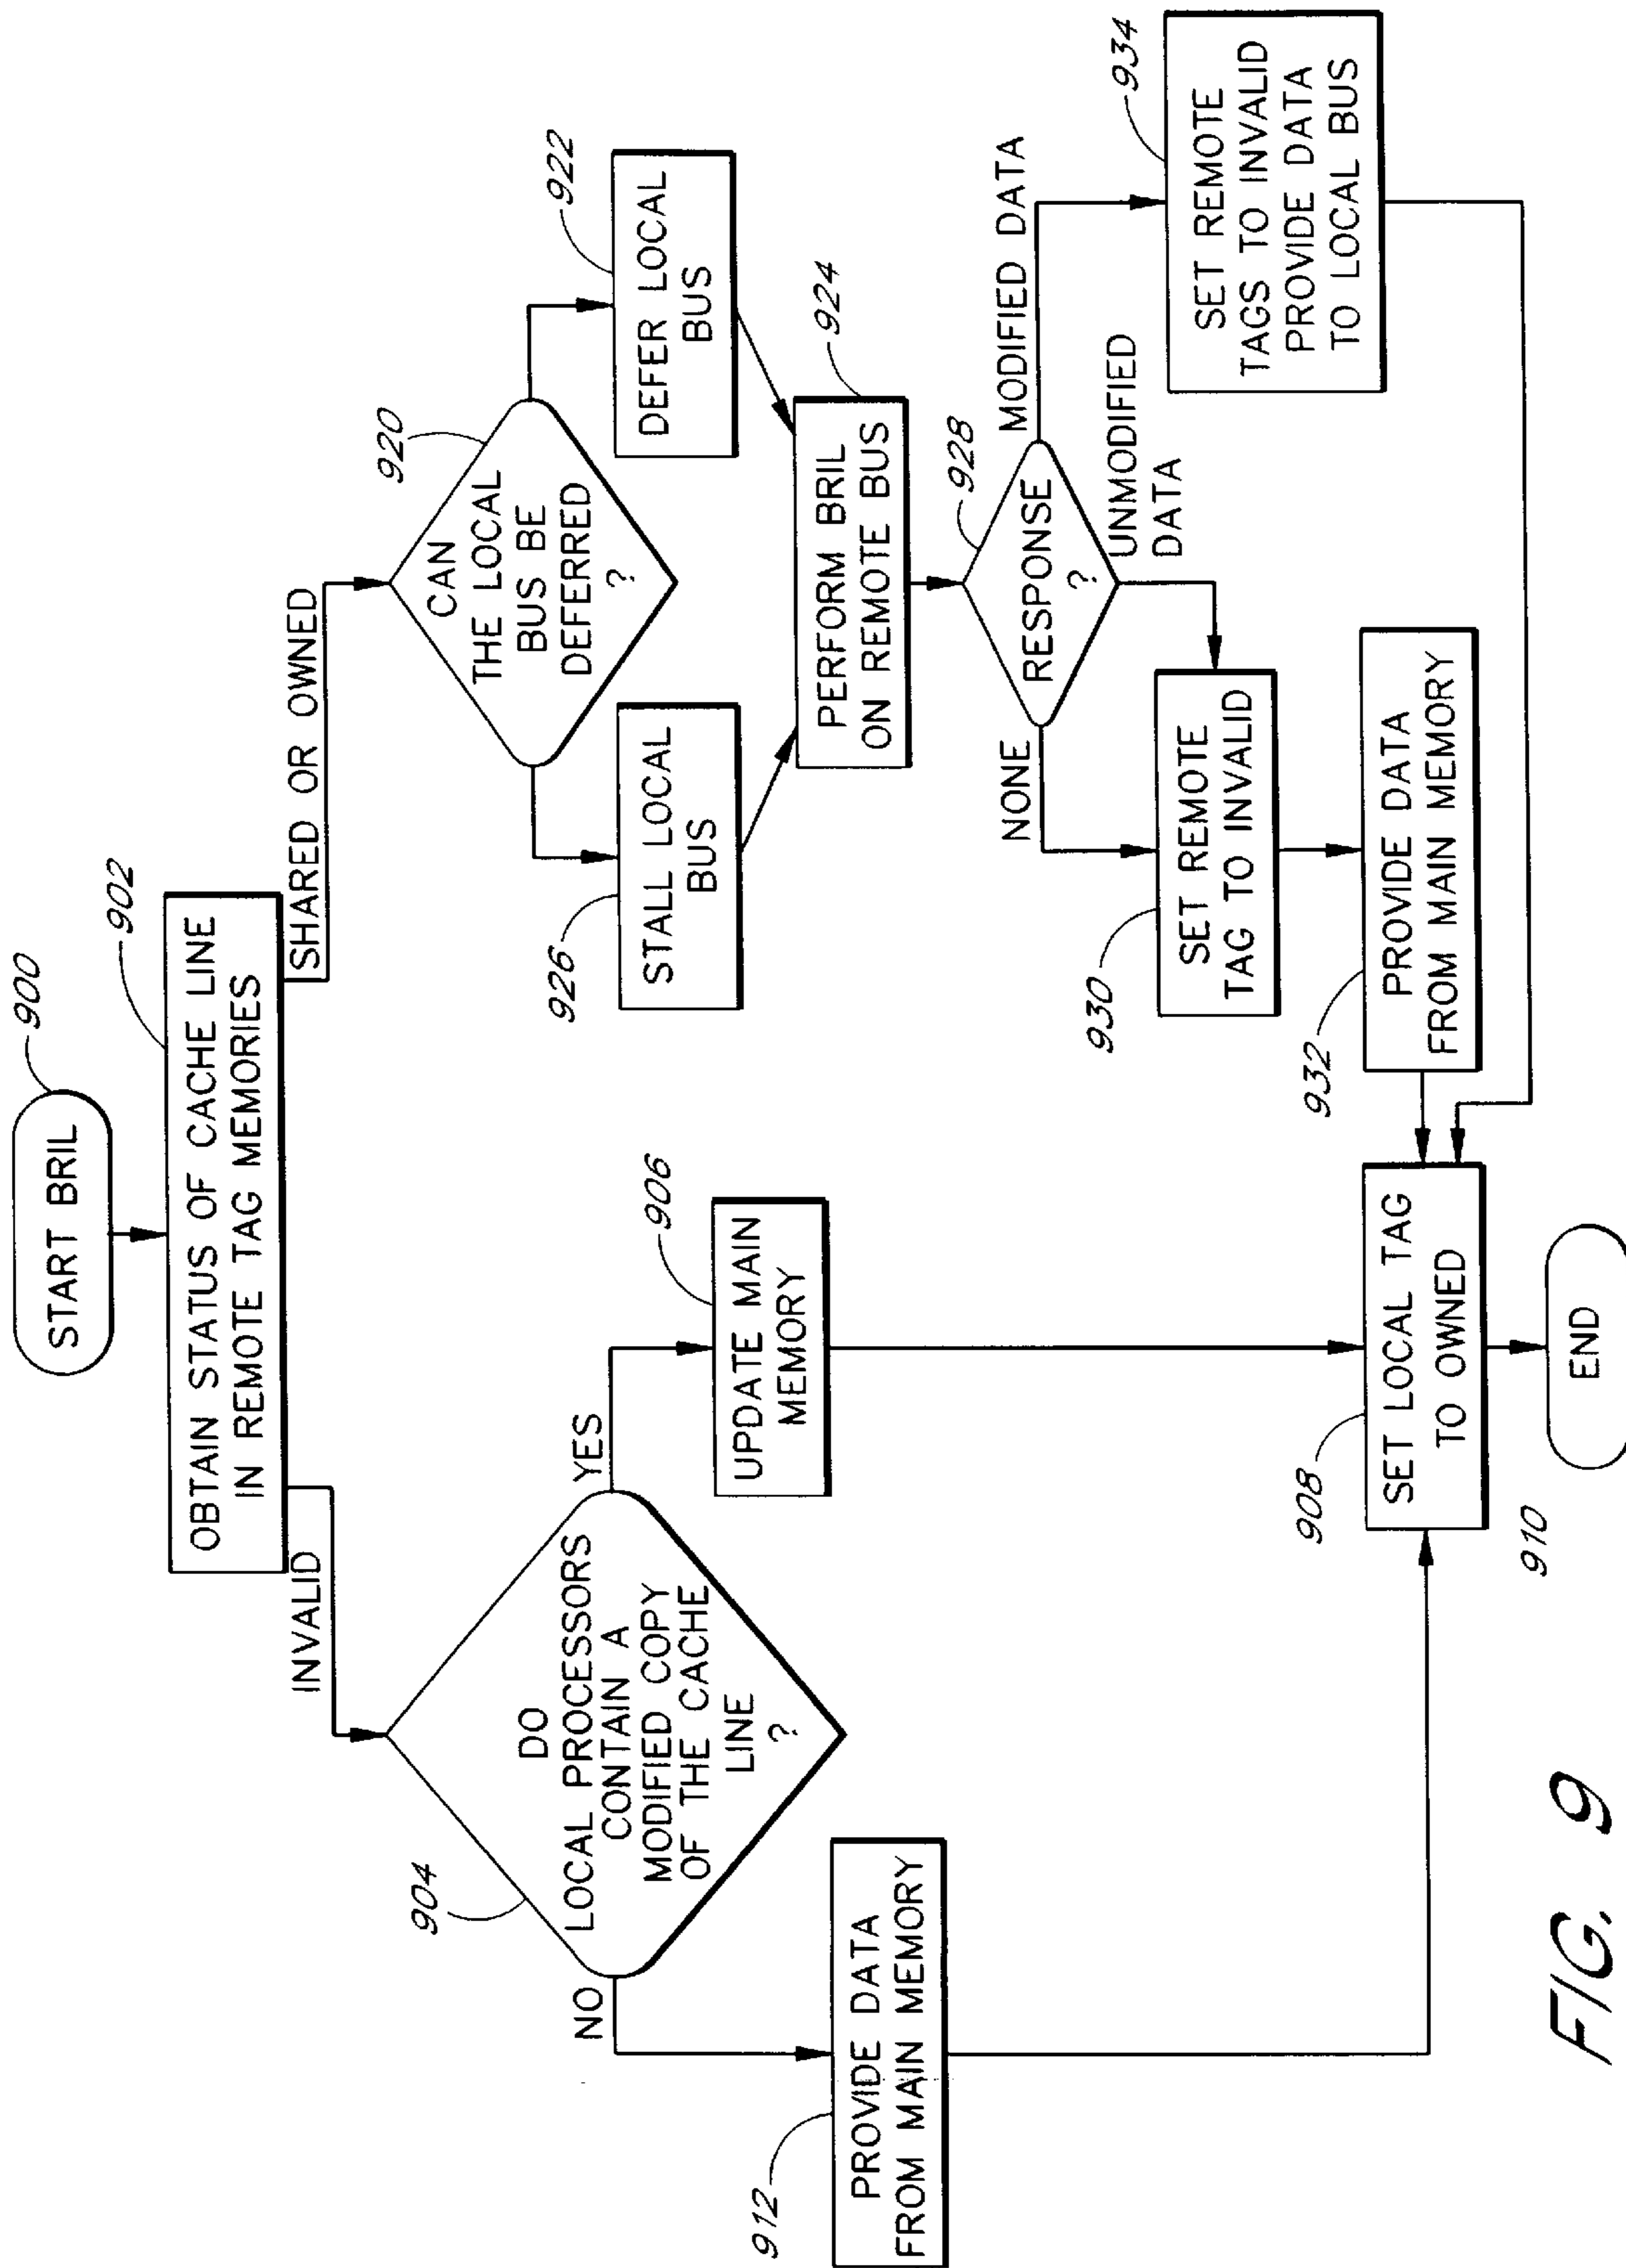 START BRIL
900
OBTAIN STATUS OF CACHE LINE
IN REMOTE TAG MEMORIES
902
INVALID
SHARED OR OWNED
904
DO
LOCAL PROCESSORS
CONTAIN A
MODIFIED COPY
OF THE CACHE
LINE
?
NO
YES
912
PROVIDE DATA
FROM MAIN MEMORY
906
UPDATE MAIN
MEMORY
920
CAN
THE LOCAL
BUS BE
DEFERRED
?
926
STALL LOCAL
BUS
922
DEFER LOCAL
BUS
924
PERFORM BRIL
ON REMOTE BUS
928
RESPONSE
?
NONE
UNMODIFIED
DATA
MODIFIED DATA
930
SET REMOTE
TAG TO INVALID
932
PROVIDE DATA
FROM MAIN MEMORY
934
SET REMOTE
TAGS TO INVALID
PROVIDE DATA
TO LOCAL BUS
908
SET LOCAL TAG
TO OWNED
910
END
FIG. 9